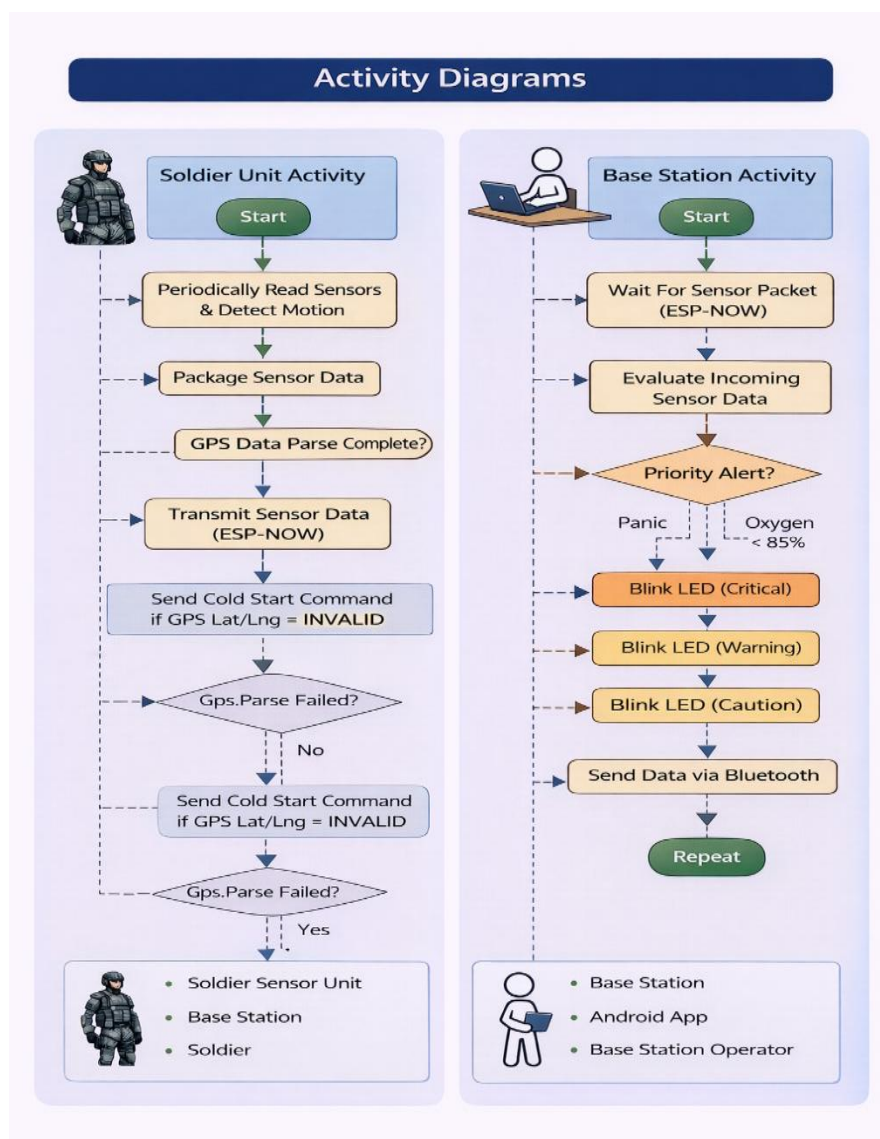 Activity Diagrams
Soldier Unit Activity
Start
Periodically Read Sensors
& Detect Motion
Package Sensor Data
GPS Data Parse Complete?
Transmit Sensor Data
(ESP-NOW)
Send Cold Start Command
if GPS Lat/Lng = INVALID
Gps.Parse Failed?
No
Send Cold Start Command
if GPS Lat/Lng = INVALID
Gps.Parse Failed?
Yes
• Soldier Sensor Unit
• Base Station
• Soldier
Base Station Activity
Start
Wait For Sensor Packet
(ESP-NOW)
Evaluate Incoming
Sensor Data
Priority Alert?
Panic
Oxygen
< 85%
Blink LED (Critical)
Blink LED (Warning)
Blink LED (Caution)
Send Data via Bluetooth
Repeat
• Base Station
• Android App
• Base Station Operator